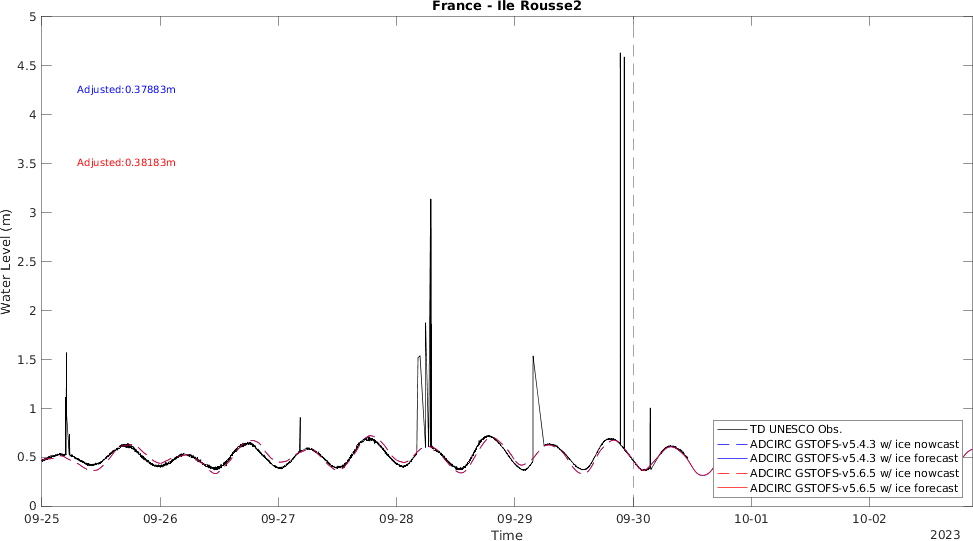 France - Ile Rousse2
5
4.5
4
3.5
3
2.5
2
1.5
1
0.5
0
Water Level (m)
Adjusted:0.37883m
Adjusted:0.38183m
TD UNESCO Obs.
ADCIRC GSTOFS-v5.4.3 w/ ice nowcast
ADCIRC GSTOFS-v5.4.3 w/ ice forecast
ADCIRC GSTOFS-v5.6.5 w/ ice nowcast
ADCIRC GSTOFS-v5.6.5 w/ ice forecast
09-25 09-26 09-27 09-28 09-29 09-30 10-01 10-02
Time
2023